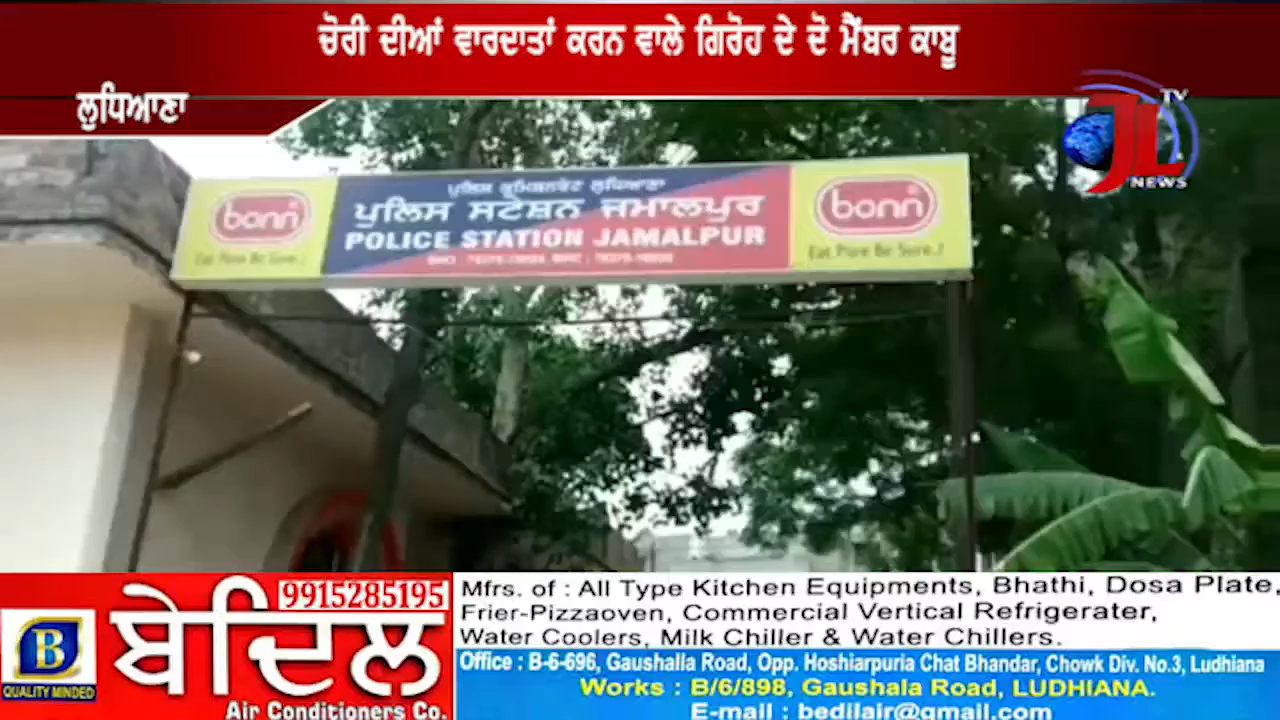 ਚੋਰੀ ਦੀਆਂ ਵਾਰਦਾਤਾਂ ਕਰਨ ਵਾਲੇ ਗਿਰੋਹ ਦੇ ਦੋ ਮੈਂਬਰ ਕਾਬੂ
ਲੁਧਿਆਣਾ
JL TV
NEWS
ਪੁਲਿਸ ਕਮਿਸ਼ਨਰੇਟ ਲੁਧਿਆਣਾ
bonn
ਪੁਲਿਸ ਸਟੇਸ਼ਨ ਜਮਾਲਪੁਰ
bonn
POLICE STATION JAMALPUR
Eat Pure Be Sure..!
Eat Pure Be Sure..!
9915285195
ਬੇਦਿਲ
B
QUALITY MINDED
Air Conditioners Co.
Mfrs. of : All Type Kitchen Equipments, Bhathi, Dosa Plate,
Frier-Pizzaoven, Commercial Vertical Refrigerater,
Water Coolers, Milk Chiller & Water Chillers.
Office : B-6-696, Gaushalla Road, Opp. Hoshiarpuria Chat Bhandar, Chowk Div. No.3, Ludhiana
Works : B/6/898, Gaushala Road, LUDHIANA.
E-mail : bedilair@gmail.com